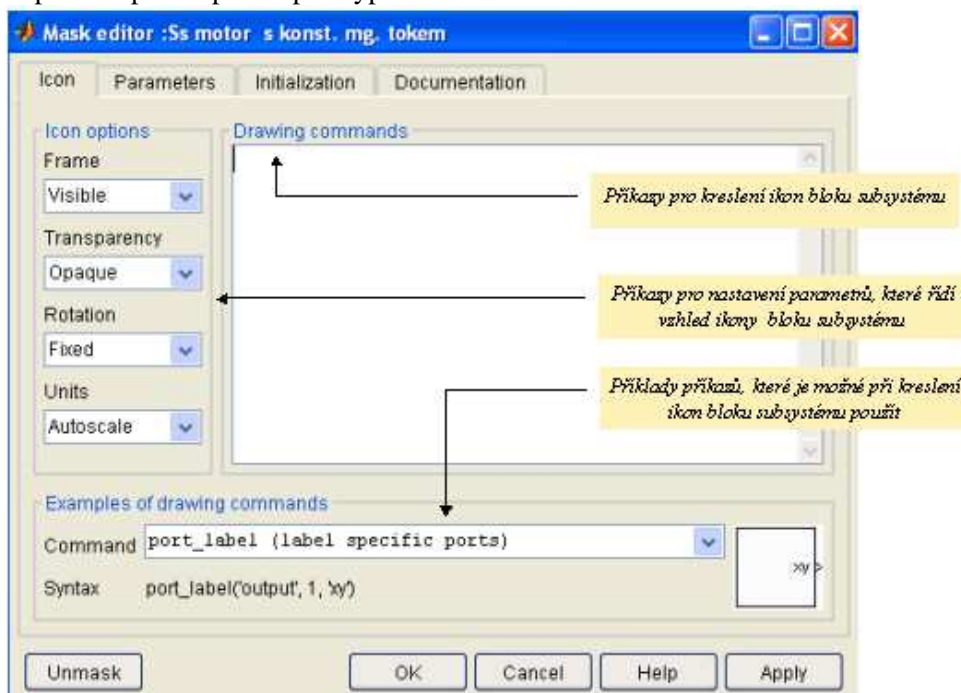 Mask editor :Ss motor s konst. mg. tokem
Icon Parameters Initialization Documentation
Icon options
Frame
Visible
Transparency
Opaque
Rotation
Fixed
Units
Autoscale
Drawing commands
Příkazy pro kreslení ikon bloku subsystému
Příkazy pro nastavení parametrů, které řídí
vzhled ikony bloku subsystému
Příklady příkazů, které je možné při kreslení
ikon bloku subsystému použít
Examples of drawing commands
Command port_label (label specific ports)
Syntax port_label('output', 1, 'xy')
xy
Unmask OK Cancel Help Apply